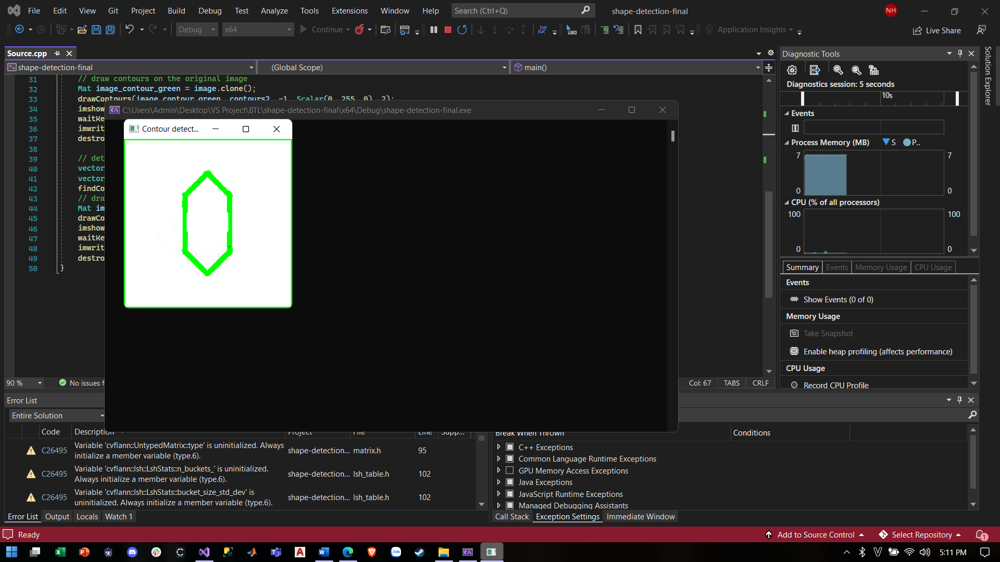 File Edit View Git Project Build Debug Test Analyze Tools Extensions Window Help Search (Ctrl+Q) shape-detection-final NH
Debug x64 Continue Application Insights Live Share
Source.cpp
shape-detection-final (Global Scope) main()
31 // draw contours on the original image
32 Mat image_contour_green = image.clone();
33 drawContours(image_contour_green, contours2, -1, Scalar(0, 255, 0), 2);
34 imshow
35 waitKe
36 imwrit
37 destro
38
39 // det
40 vector
41 vector
42 findCo
43 // dra
44 Mat im
45 drawCo
46 imshow
47 waitKe
48 imwrit
49 destro
50 }
C:\Users\Admin\Desktop\VS Project\BTL\shape-detection-final\x64\Debug\shape-detection-final.exe
Contour detect...
90 % No issues f Col: 67 TABS CRLF
Diagnostic Tools
Diagnostics session: 5 seconds
10s
Events
Process Memory (MB) S P..
7 7
0 0
CPU (% of all processors)
100 100
0 0
Summary Events Memory Usage CPU Usage
Events
Show Events (0 of 0)
Memory Usage
Take Snapshot
Enable heap profiling (affects performance)
CPU Usage
Record CPU Profile
Solution Explorer
Error List
Entire Solution
Code Description Project File Line Supp...
C26495 Variable 'cvflann::UntypedMatrix::type' is uninitialized. Always
initialize a member variable (type.6). shape-detection... matrix.h 95
C26495 Variable 'cvflann::lsh::LshStats::n_buckets_' is uninitialized.
Always initialize a member variable (type.6). shape-detection... lsh_table.h 102
C26495 Variable 'cvflann::lsh::LshStats::bucket_size_std_dev' is
uninitialized. Always initialize a member variable (type.6). shape-detection... lsh_table.h 102
Error List Output Locals Watch 1
Break When Thrown Conditions
C++ Exceptions
Common Language Runtime Exceptions
GPU Memory Access Exceptions
Java Exceptions
JavaScript Runtime Exceptions
Managed Debugging Assistants
Call Stack Exception Settings Immediate Window
Ready Add to Source Control Select Repository 1
5:11 PM